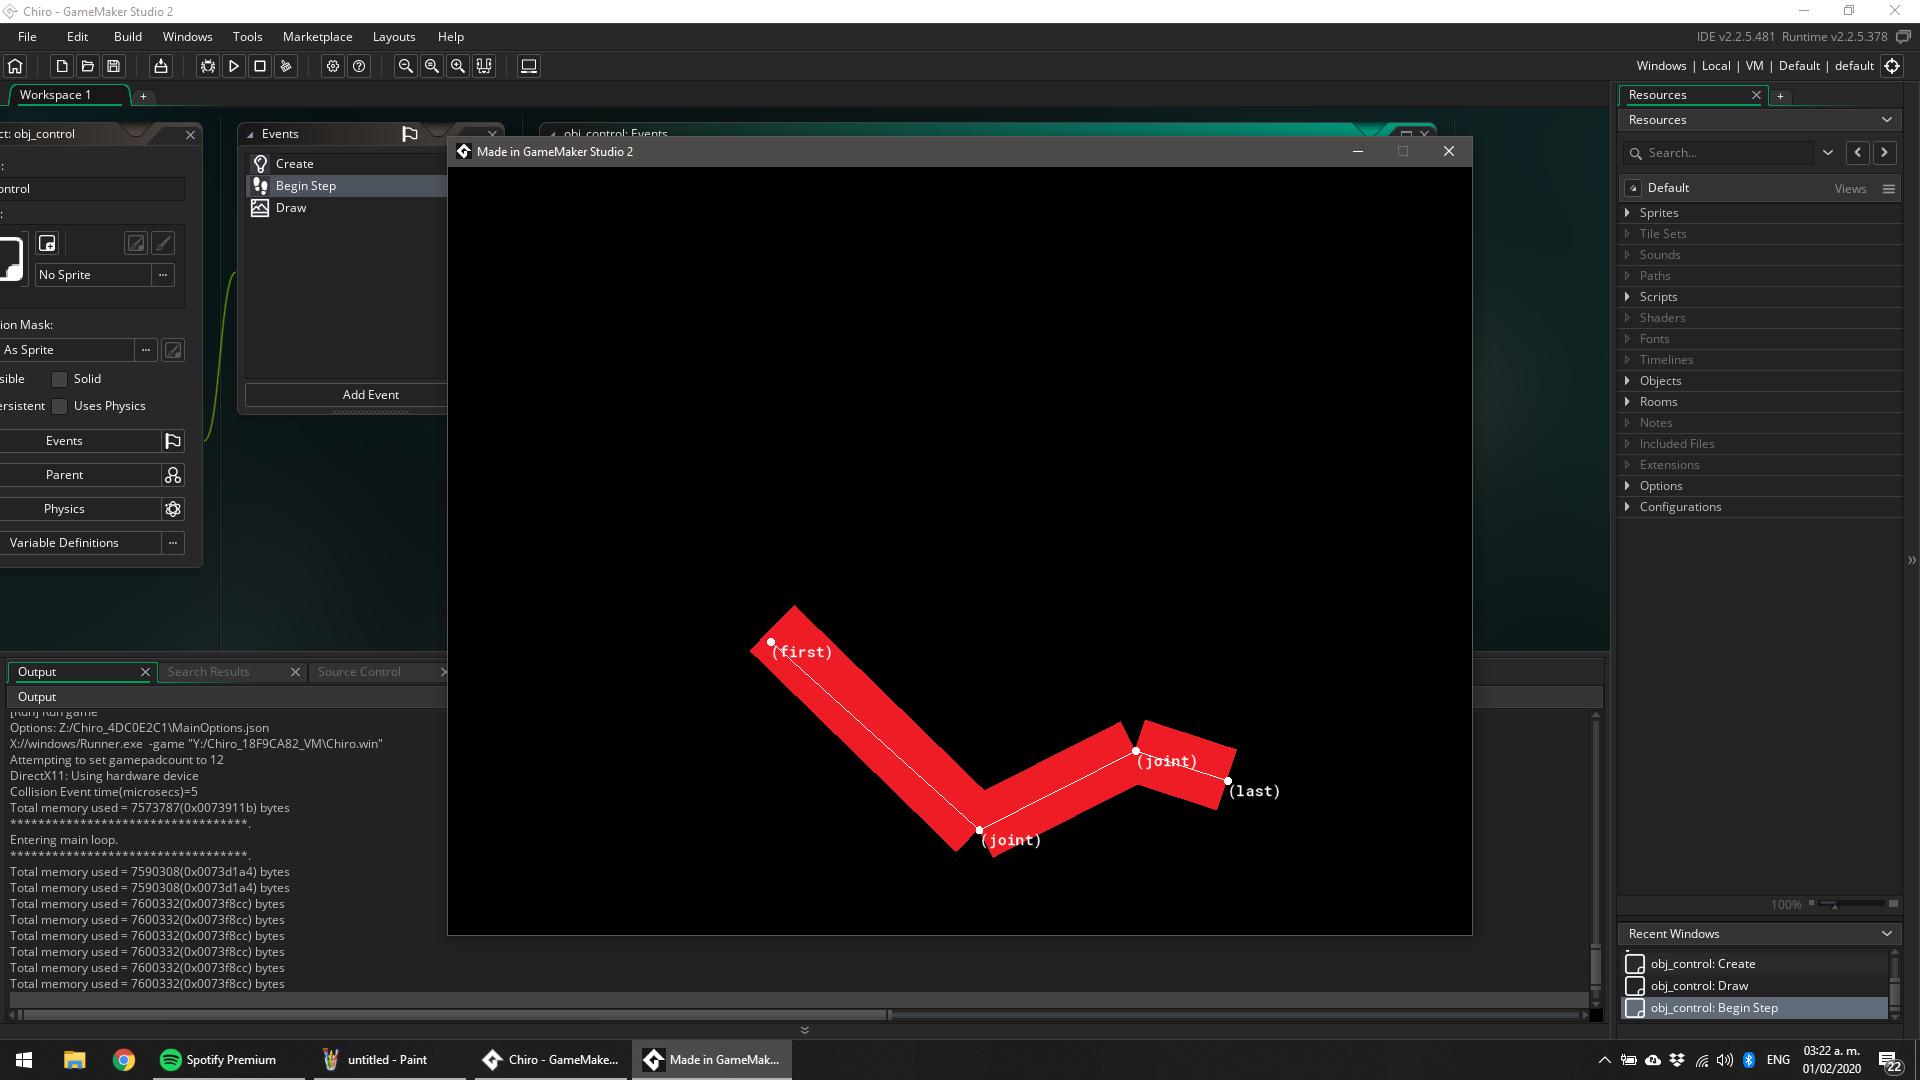 Chiro - GameMaker Studio 2
File Edit Build Windows Tools Marketplace Layouts Help
IDE v2.2.5.481 Runtime v2.2.5.378
Windows | Local | VM | Default | default
Workspace 1
+
ct: obj_control
:
ontrol
:
No Sprite
...
ion Mask:
As Sprite
...
sible
Solid
ersistent
Uses Physics
Events
Parent
Physics
Variable Definitions
...
Events
Create
Begin Step
Draw
Add Event
obj_control: Events
Made in GameMaker Studio 2
(first)
(joint)
(joint)
(last)
Output
Search Results
Source Control
Output
[Run] Run game
Options: Z:/Chiro_4DC0E2C1\MainOptions.json
X://windows/Runner.exe -game "Y:/Chiro_18F9CA82_VM\Chiro.win"
Attempting to set gamepadcount to 12
DirectX11: Using hardware device
Collision Event time(microsecs)=5
Total memory used = 7573787(0x0073911b) bytes
**********************************.
Entering main loop.
**********************************.
Total memory used = 7590308(0x0073d1a4) bytes
Total memory used = 7590308(0x0073d1a4) bytes
Total memory used = 7600332(0x0073f8cc) bytes
Total memory used = 7600332(0x0073f8cc) bytes
Total memory used = 7600332(0x0073f8cc) bytes
Total memory used = 7600332(0x0073f8cc) bytes
Total memory used = 7600332(0x0073f8cc) bytes
Total memory used = 7600332(0x0073f8cc) bytes
Resources
+
Resources
Search...
Default
Views
Sprites
Tile Sets
Sounds
Paths
Scripts
Shaders
Fonts
Timelines
Objects
Rooms
Notes
Included Files
Extensions
Options
Configurations
100%
Recent Windows
obj_control: Create
obj_control: Draw
obj_control: Begin Step
Spotify Premium
untitled - Paint
Chiro - GameMake...
Made in GameMak...
ENG
03:22 a. m.
01/02/2020
22